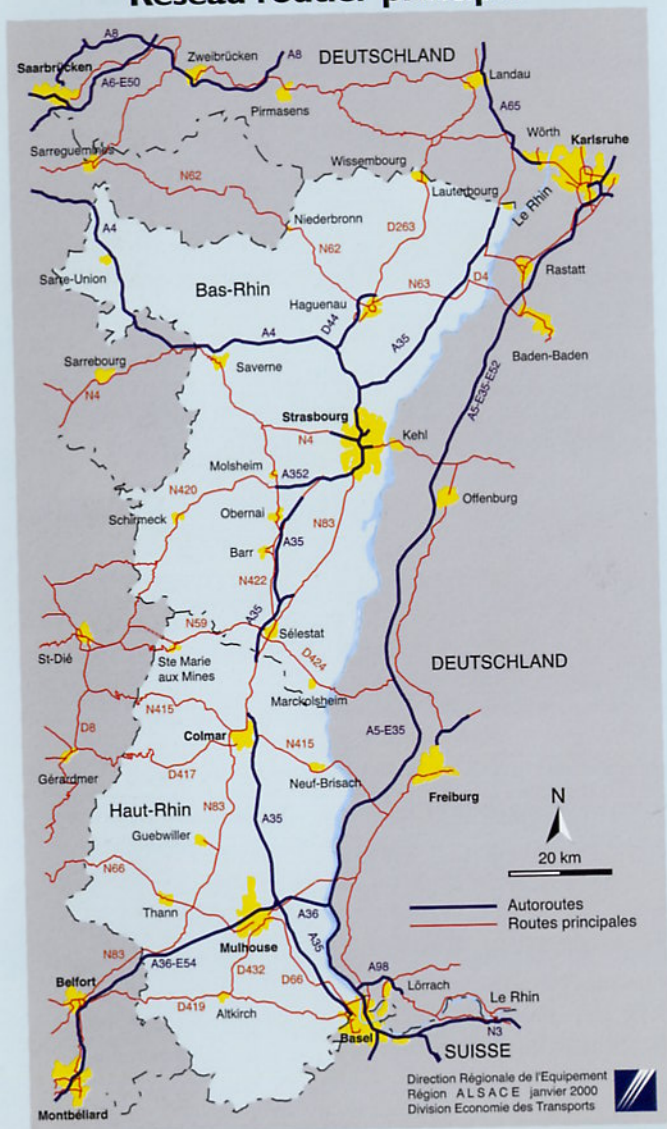 Réseau routier principal
A8
Zweibrücken
A8
DEUTSCHLAND
Saarbrücken
A6-E50
Landau
Pirmasens
A65
Wörth
Karlsruhe
Sarreguemines
Wissembourg
N62
Lauterbourg
Le Rhin
A4
Niederbronn
D263
N62
Sarre-Union
Bas-Rhin
N63
D4
Rastatt
Haguenau
D44
A4
A35
Baden-Baden
Sarrebourg
Saverne
N4
A5-E35-E52
Strasbourg
N4
Kehl
Molsheim
A352
N420
Offenburg
Schirmeck
Obernai
N83
A35
Barr
N422
A35
N59
Sélestat
St-Dié
Ste Marie
aux Mines
D424
DEUTSCHLAND
Marckolsheim
N415
D8
Colmar
N415
A5-E35
Gérardmer
D417
Neuf-Brisach
Freiburg
Haut-Rhin
N83
N
Guebwiller
A35
20 km
N66
Thann
A36
Autoroutes
Routes principales
Mulhouse
A35
N83
A36-E54
D432
D66
A98
Belfort
Lörrach
D419
Altkirch
Le Rhin
Basel
N3
SUISSE
Montbéliard
Direction Régionale de l'Equipement
Région ALSACE janvier 2000
Division Economie des Transports